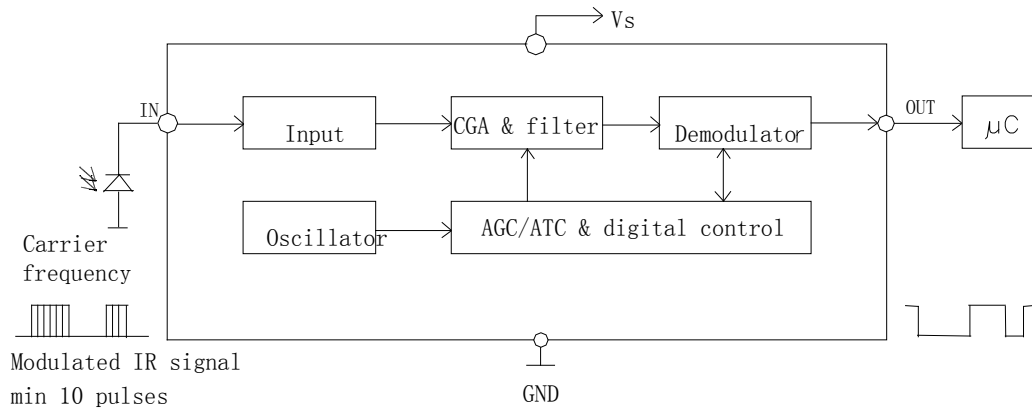 Vs
IN
Input
CGA & filter
Demodulator
OUT
μC
Oscillator
AGC/ATC & digital control
Carrier
frequency
Modulated IR signal
min 10 pulses
GND